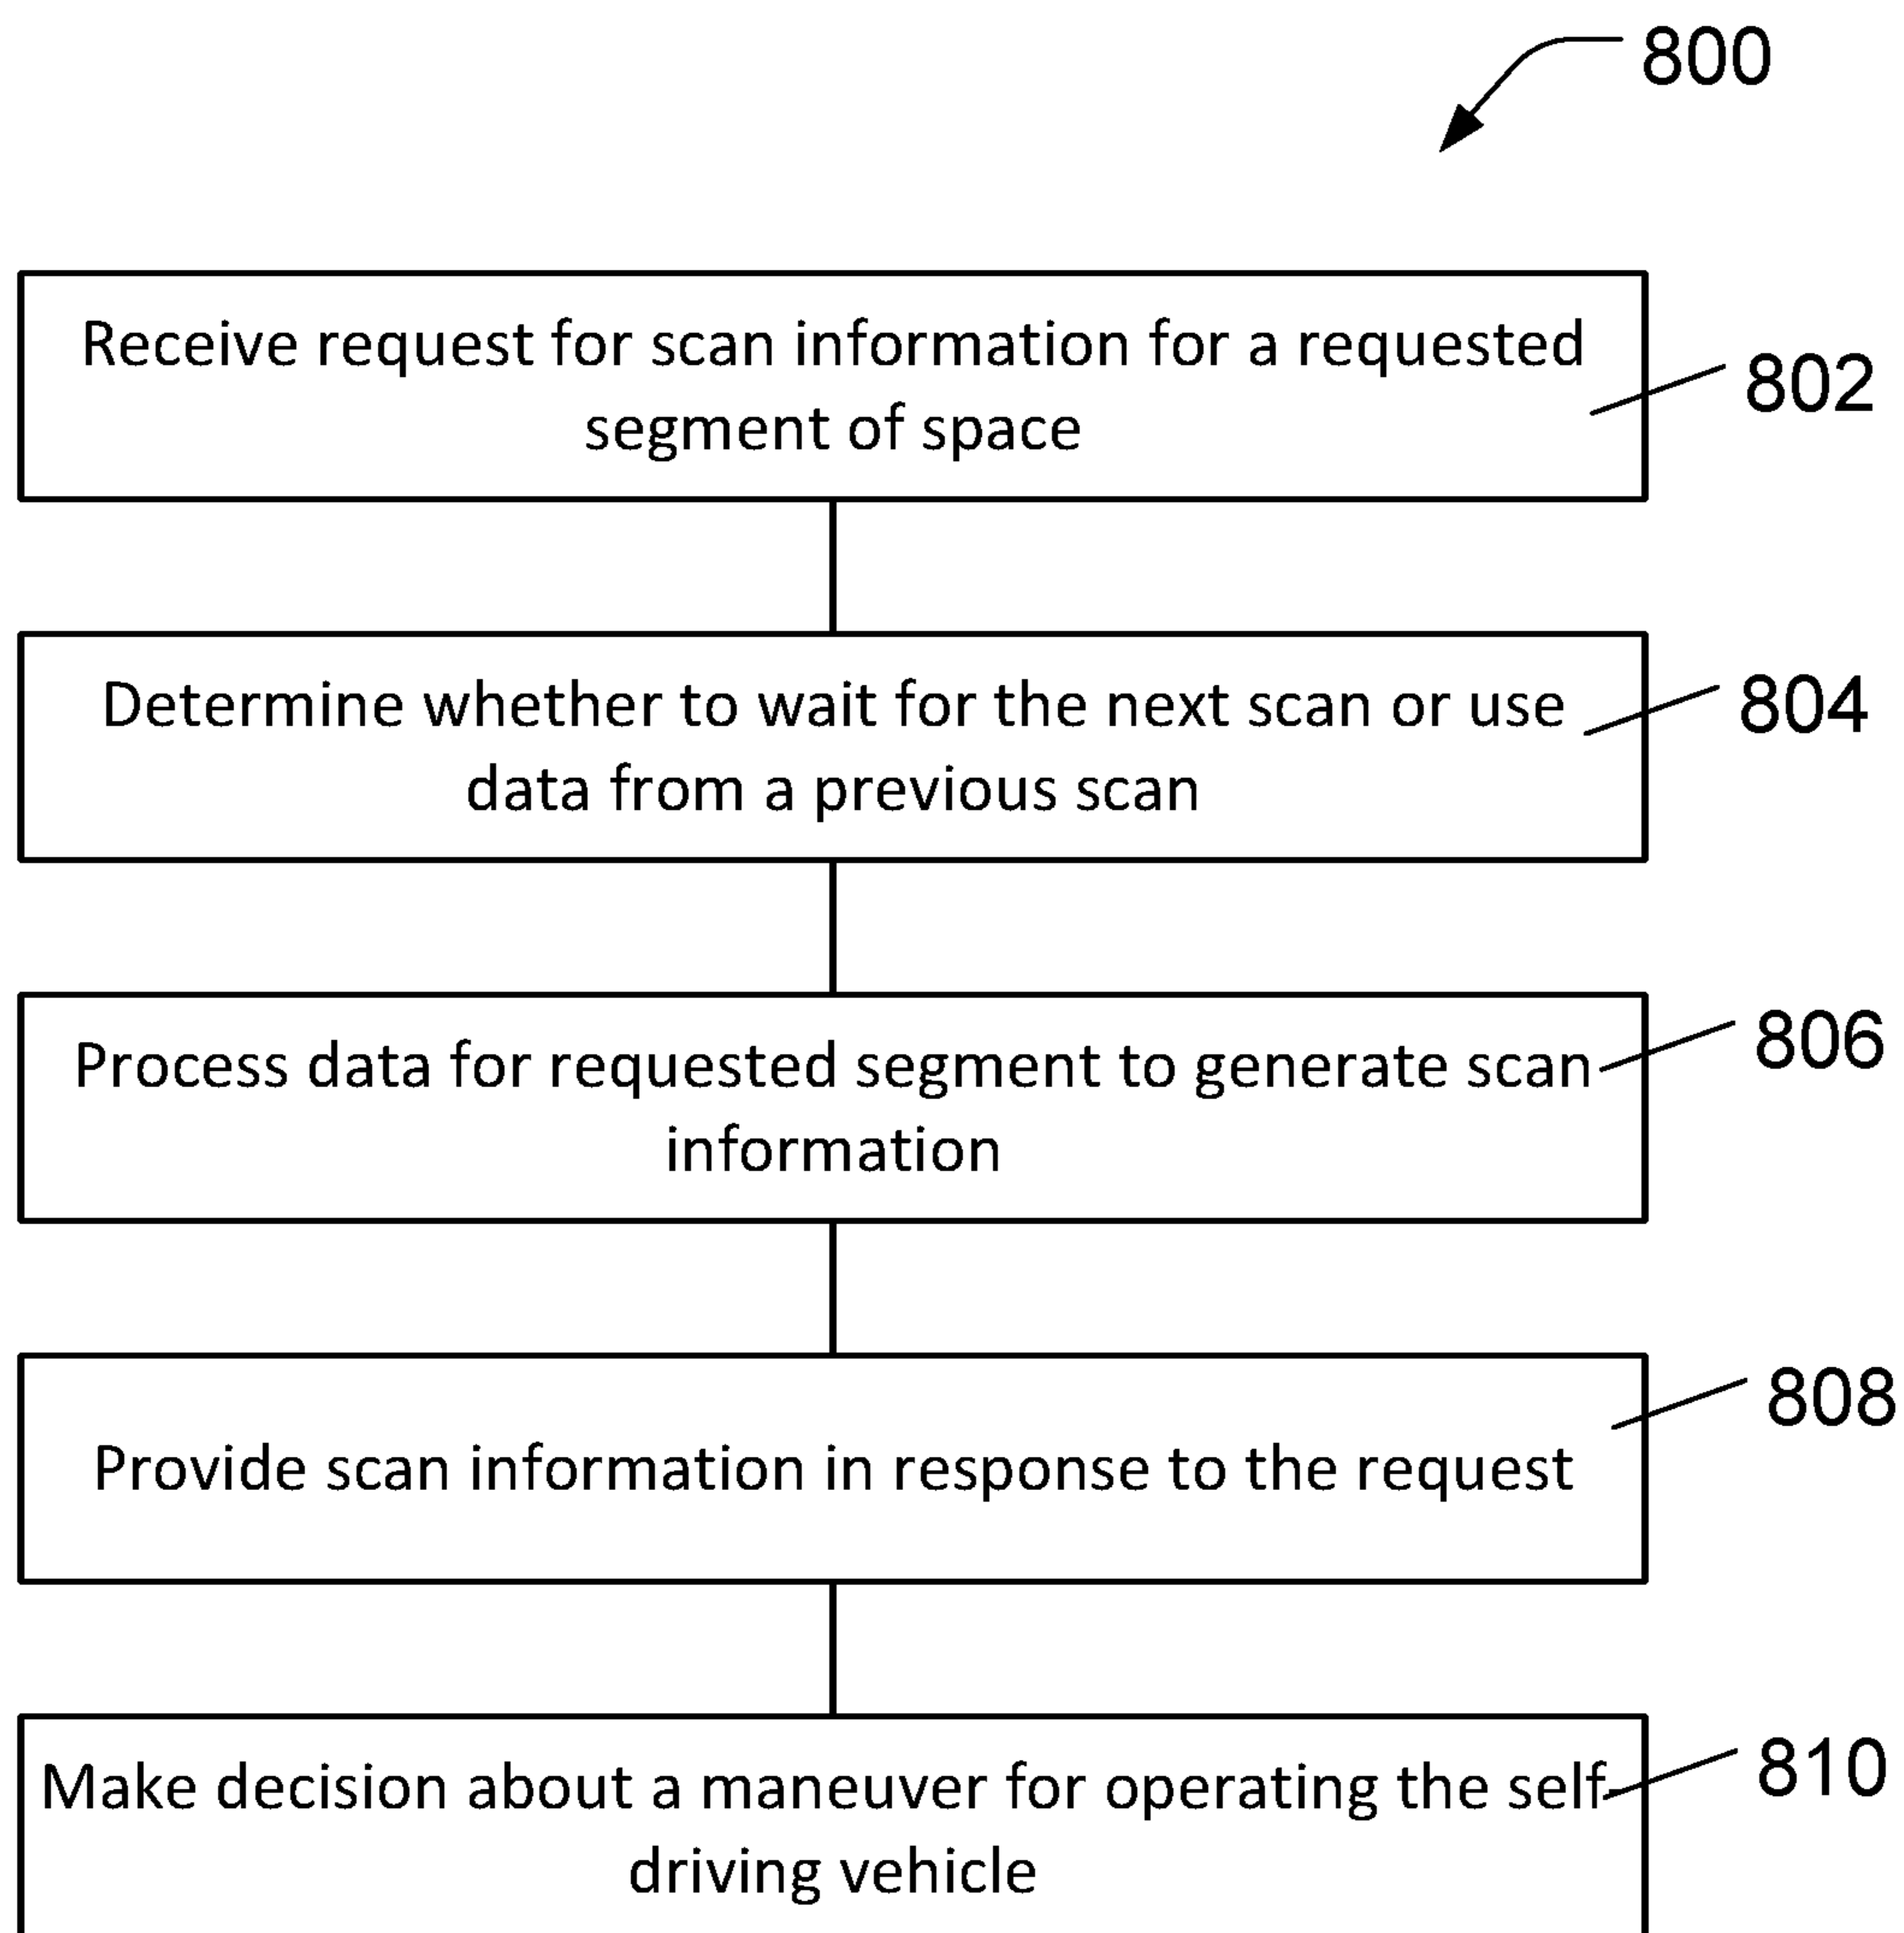 800
Receive request for scan information for a requested
segment of space
802
Determine whether to wait for the next scan or use
data from a previous scan
804
Process data for requested segment to generate scan
information
806
Provide scan information in response to the request
808
Make decision about a maneuver for operating the self-
driving vehicle
810